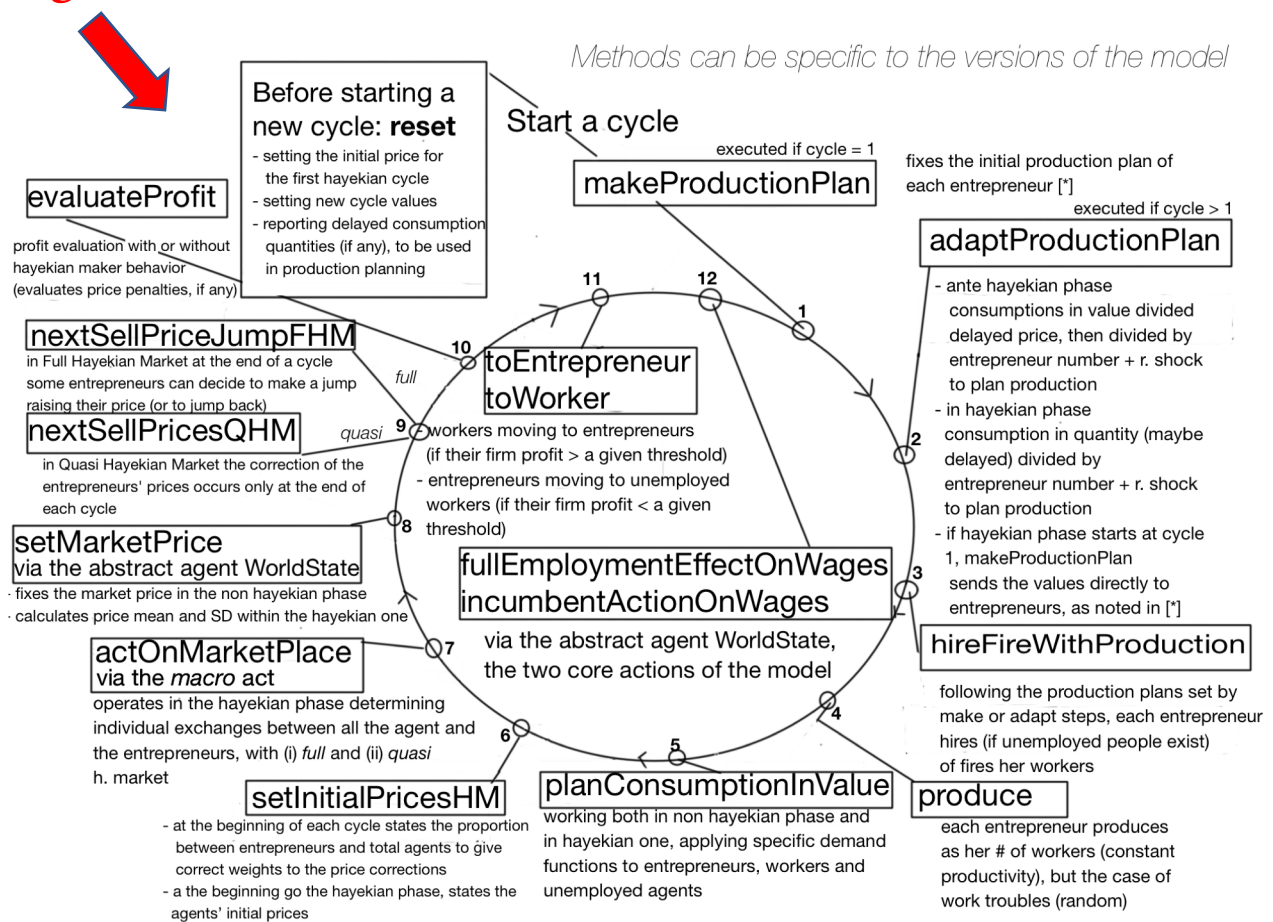 Methods can be specific to the versions of the model
Before starting a
new cycle: reset
- setting the initial price for
the first hayekian cycle
- setting new cycle values
- reporting delayed consumption
quantities (if any), to be used
in production planning
Start a cycle
executed if cycle = 1
makeProductionPlan
fixes the initial production plan of
each entrepreneur [*]
executed if cycle > 1
adaptProductionPlan
- ante hayekian phase
consumptions in value divided
delayed price, then divided by
entrepreneur number + r. shock
to plan production
- in hayekian phase
consumption in quantity (maybe
delayed) divided by
entrepreneur number + r. shock
to plan production
- if hayekian phase starts at cycle
1, makeProductionPlan
sends the values directly to
entrepreneurs, as noted in [*]
evaluateProfit
profit evaluation with or without
hayekian maker behavior
(evaluates price penalties, if any)
nextSellPriceJumpFHM
in Full Hayekian Market at the end of a cycle
some entrepreneurs can decide to make a jump
raising their price (or to jump back)
nextSellPricesQHM
in Quasi Hayekian Market the correction of the
entrepreneurs' prices occurs only at the end of
each cycle
full
quasi
11
12
1
10
2
9
8
3
7
4
6
5
toEntrepreneur
toWorker
- workers moving to entrepreneurs
(if their firm profit > a given threshold)
- entrepreneurs moving to unemployed
workers (if their firm profit < a given
threshold)
setMarketPrice
via the abstract agent WorldState
· fixes the market price in the non hayekian phase
· calculates price mean and SD within the hayekian one
fullEmploymentEffectOnWages
incumbentActionOnWages
via the abstract agent WorldState,
the two core actions of the model
hireFireWithProduction
following the production plans set by
make or adapt steps, each entrepreneur
hires (if unemployed people exist)
of fires her workers
actOnMarketPlace
via the macro act
operates in the hayekian phase determining
individual exchanges between all the agent and
the entrepreneurs, with (i) full and (ii) quasi
h. market
setInitialPricesHM
- at the beginning of each cycle states the proportion
between entrepreneurs and total agents to give
correct weights to the price corrections
- a the beginning go the hayekian phase, states the
agents' initial prices
planConsumptionInValue
working both in non hayekian phase and
in hayekian one, applying specific demand
functions to entrepreneurs, workers and
unemployed agents
produce
each entrepreneur produces
as her # of workers (constant
productivity), but the case of
work troubles (random)